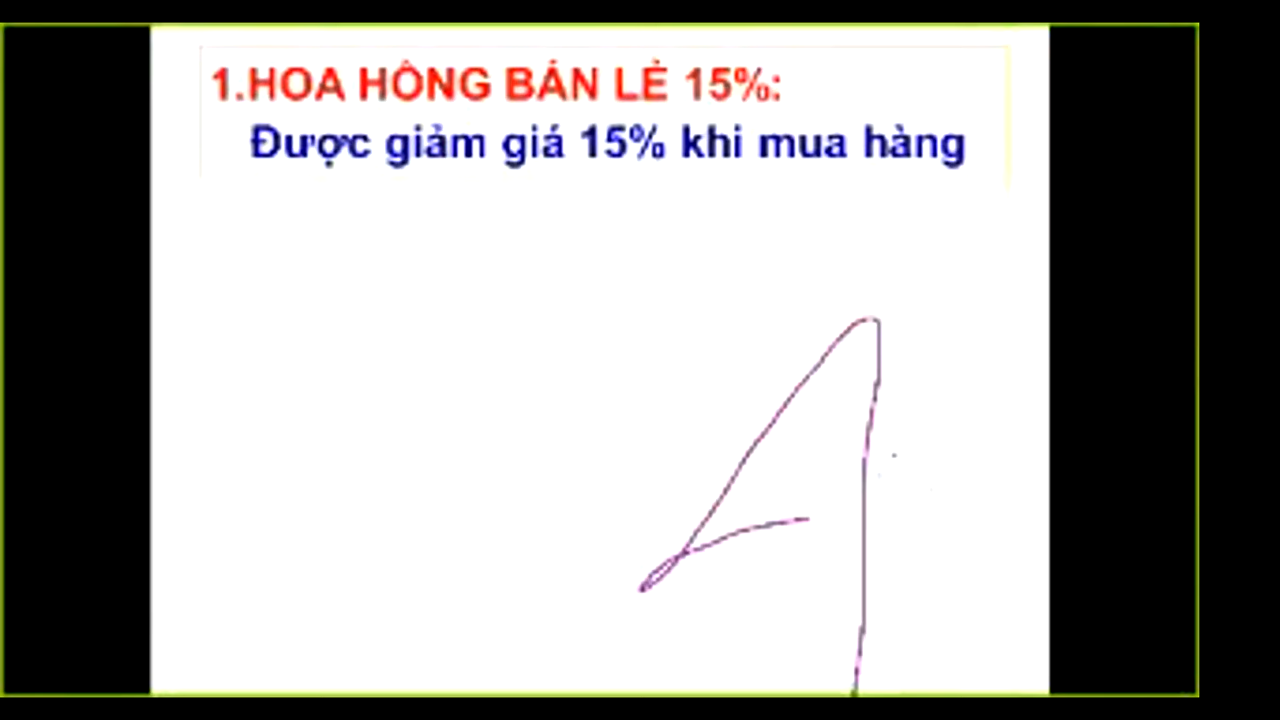 1.HOA HỒNG BÁN LẺ 15%:
Được giảm giá 15% khi mua hàng
A